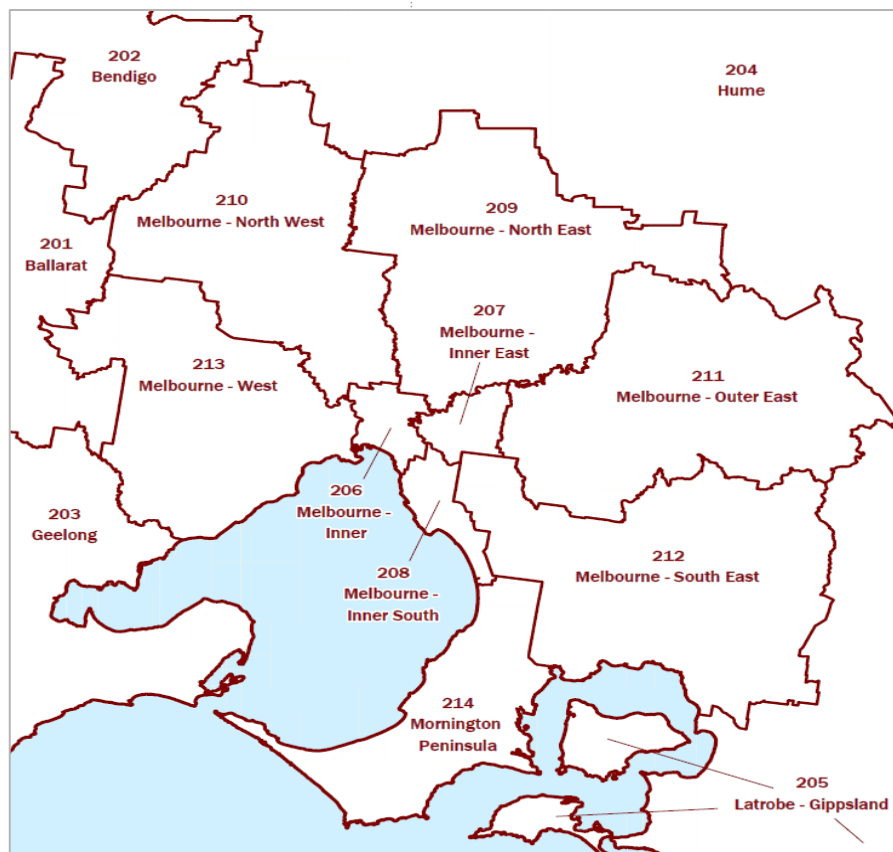 202
Bendigo
204
Hume
210
Melbourne - North West
209
Melbourne - North East
201
Ballarat
207
Melbourne -
Inner East
213
Melbourne - West
211
Melbourne - Outer East
206
Melbourne -
Inner
203
Geelong
212
Melbourne - South East
208
Melbourne -
Inner South
214
Mornington
Peninsula
205
Latrobe - Gippsland